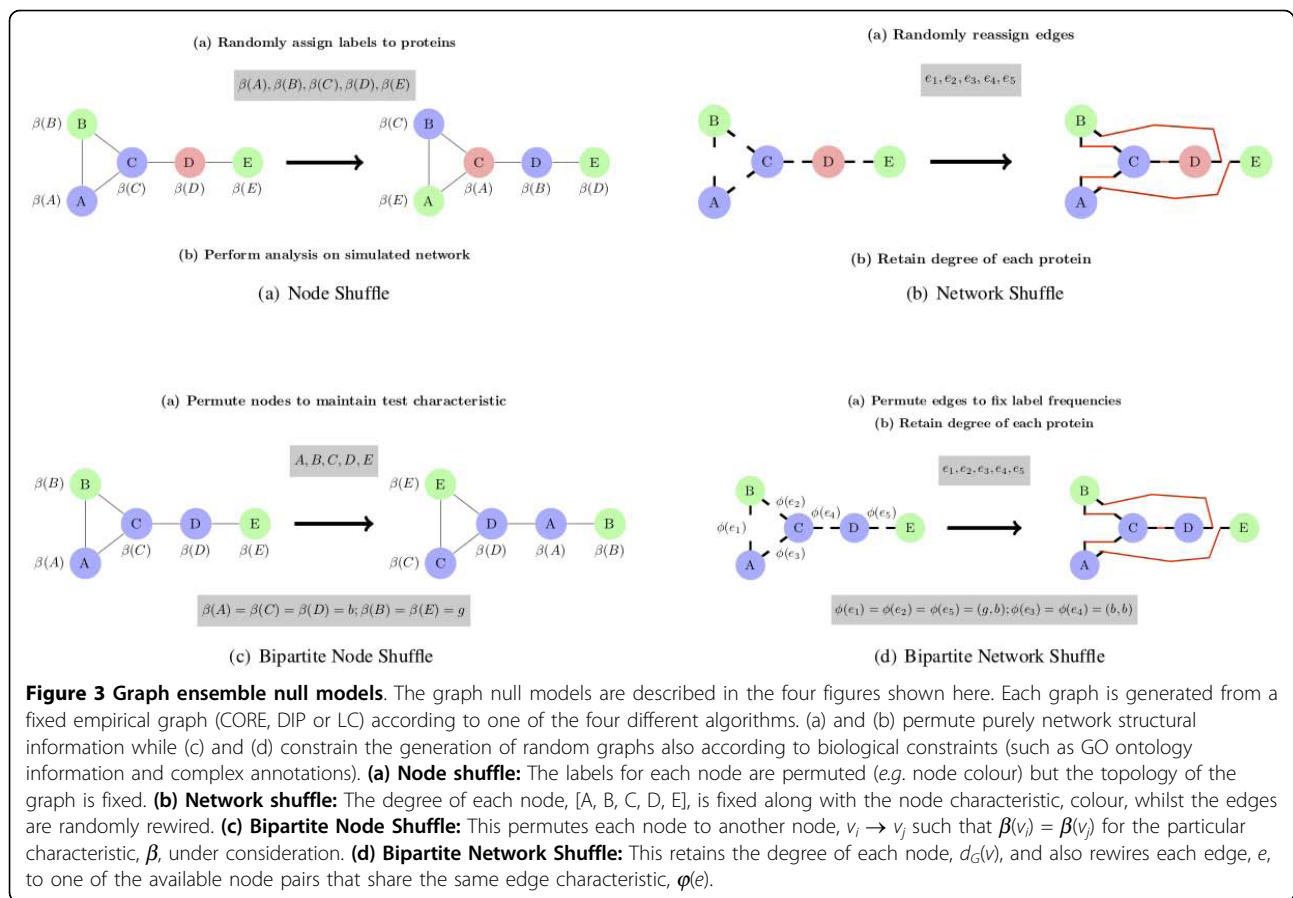 (a) Randomly assign labels to proteins
β(A), β(B), β(C), β(D), β(E)
β(B) B
C D E
β(C) β(D) β(E)
β(A) A
β(C) B
C D E
β(A) β(B) β(D)
β(E) A
(b) Perform analysis on simulated network
(a) Node Shuffle
(a) Randomly reassign edges
e₁, e₂, e₃, e₄, e₅
B
C D E
A
B
C D E
A
(b) Retain degree of each protein
(b) Network Shuffle
(a) Permute nodes to maintain test characteristic
A, B, C, D, E
β(B) B
C D E
β(C) β(D) β(E)
β(A) A
β(E) E
D A B
β(D) β(A) β(B)
β(C) C
β(A) = β(C) = β(D) = b; β(B) = β(E) = g
(c) Bipartite Node Shuffle
(a) Permute edges to fix label frequencies
(b) Retain degree of each protein
e₁, e₂, e₃, e₄, e₅
B
ϕ(e₂)
ϕ(e₁) ϕ(e₄) ϕ(e₅)
C D E
ϕ(e₃)
A
B
C D E
A
ϕ(e₁) = ϕ(e₂) = ϕ(e₅) = (g, b); ϕ(e₃) = ϕ(e₄) = (b, b)
(d) Bipartite Network Shuffle
Figure 3 Graph ensemble null models. The graph null models are described in the four figures shown here. Each graph is generated from a
fixed empirical graph (CORE, DIP or LC) according to one of the four different algorithms. (a) and (b) permute purely network structural
information while (c) and (d) constrain the generation of random graphs also according to biological constraints (such as GO ontology
information and complex annotations). (a) Node shuffle: The labels for each node are permuted (e.g. node colour) but the topology of the
graph is fixed. (b) Network shuffle: The degree of each node, [A, B, C, D, E], is fixed along with the node characteristic, colour, whilst the edges
are randomly rewired. (c) Bipartite Node Shuffle: This permutes each node to another node, vᵢ → vⱼ such that β(vᵢ) = β(vⱼ) for the particular
characteristic, β, under consideration. (d) Bipartite Network Shuffle: This retains the degree of each node, d_G(v), and also rewires each edge, e,
to one of the available node pairs that share the same edge characteristic, φ(e).